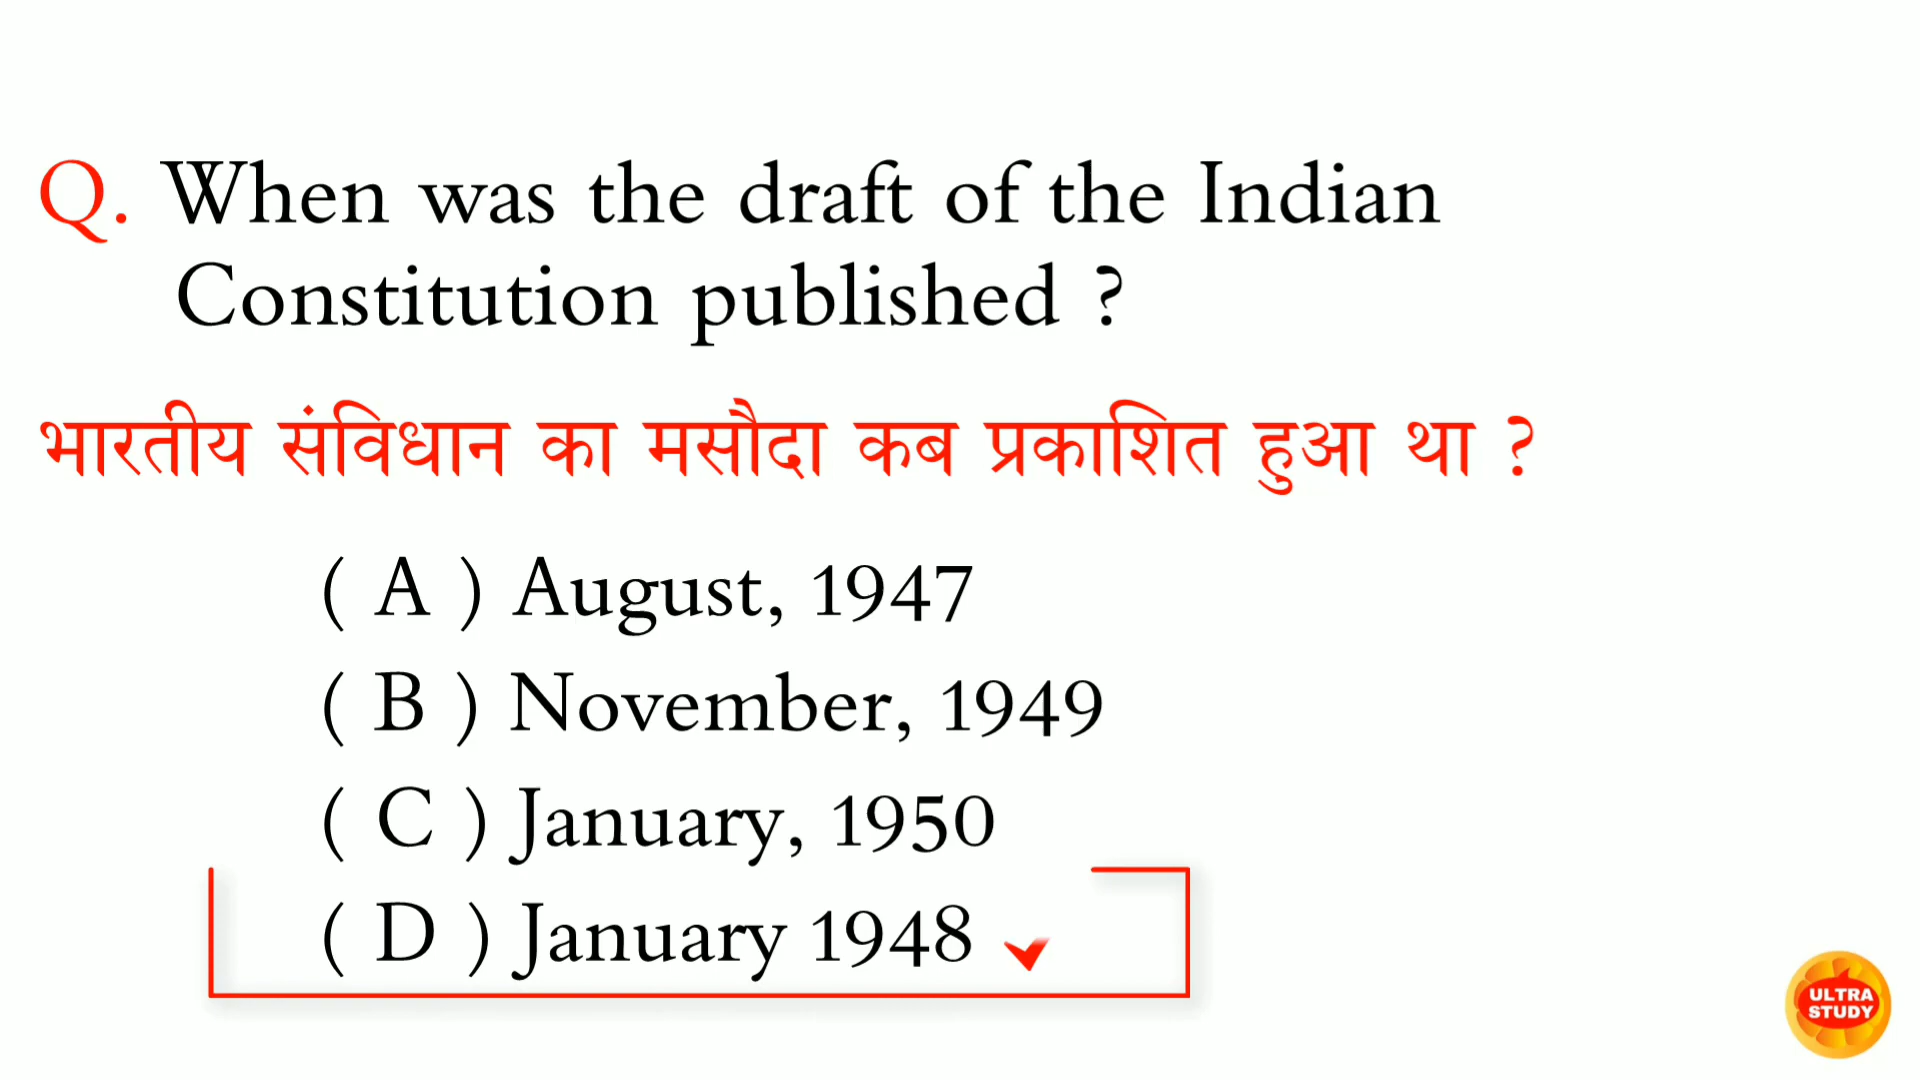 Q. When was the draft of the Indian
Constitution published ?
भारतीय संविधान का मसौदा कब प्रकाशित हुआ था ?
( A ) August, 1947
( B ) November, 1949
( C ) January, 1950
( D ) January 1948
ULTRA
STUDY